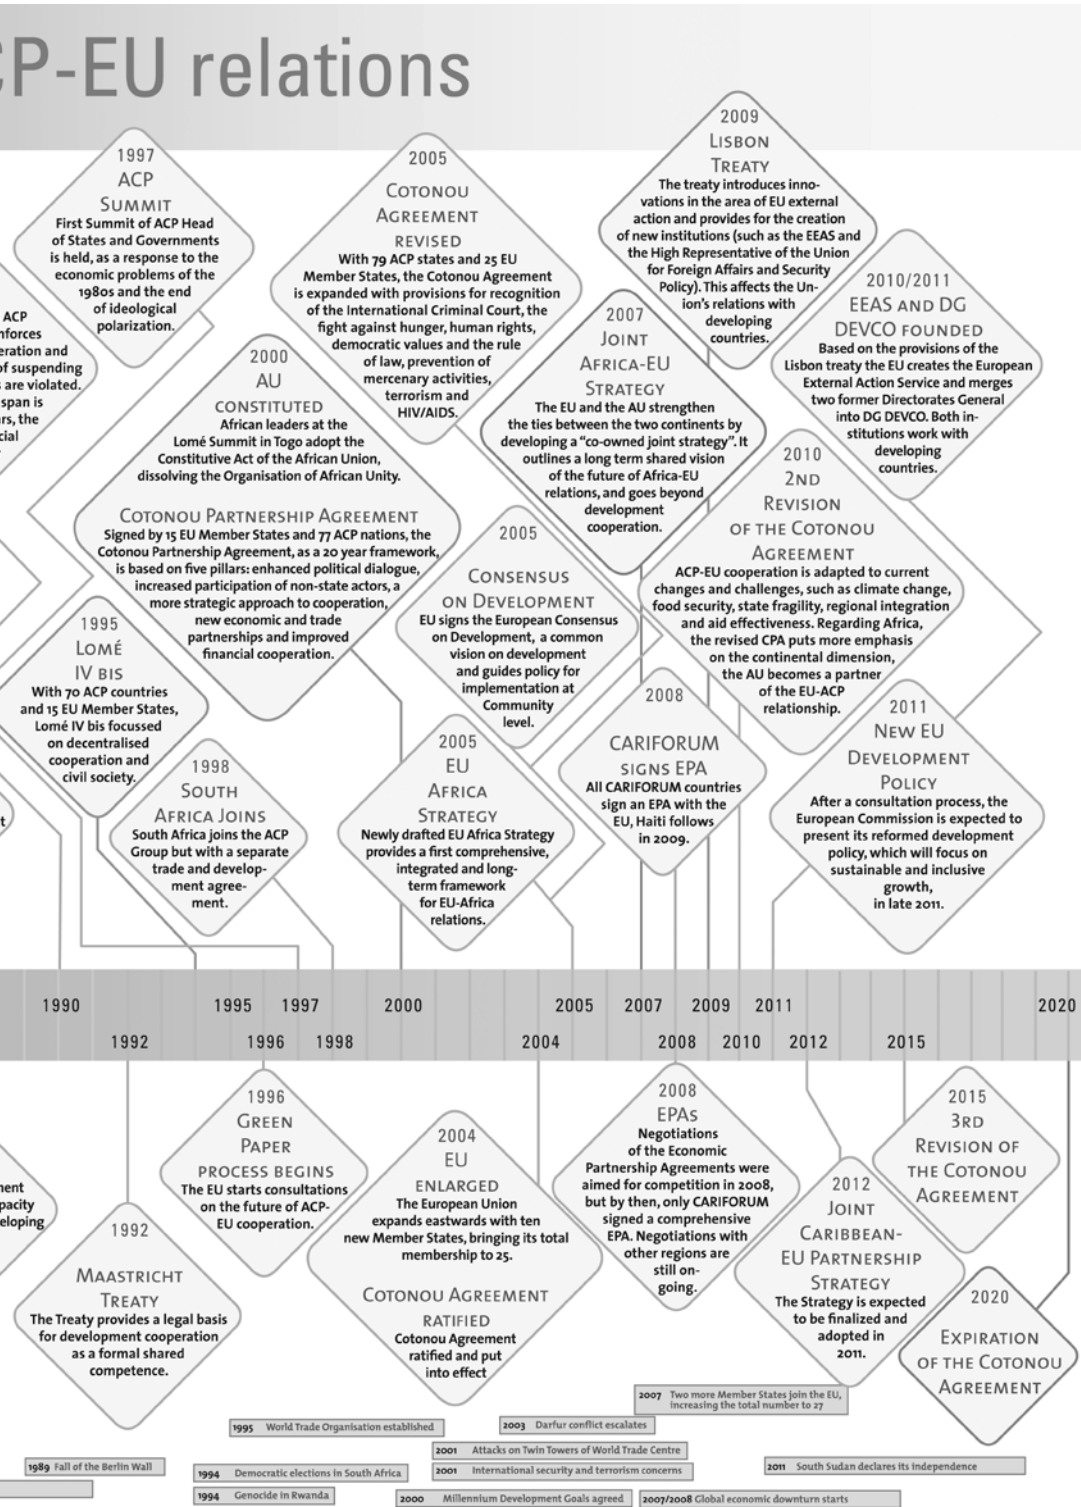 CP-EU relations
1997
ACP
SUMMIT
First Summit of ACP Head
of States and Governments
is held, as a response to the
economic problems of the
1980s and the end
of ideological
polarization.
2005
COTONOU
AGREEMENT
REVISED
With 79 ACP states and 25 EU
Member States, the Cotonou Agreement
is expanded with provisions for recognition
of the International Criminal Court, the
fight against hunger, human rights,
democratic values and the rule
of law, prevention of
mercenary activities,
terrorism and
HIV/AIDS.
2009
LISBON
TREATY
The treaty introduces inno-
vations in the area of EU external
action and provides for the creation
of new institutions (such as the EEAS and
the High Representative of the Union
for Foreign Affairs and Security
Policy). This affects the Un-
ion's relations with
developing
countries.
2010/2011
EEAS AND DG
DEVCO FOUNDED
Based on the provisions of the
Lisbon treaty the EU creates the European
External Action Service and merges
two former Directorates General
into DG DEVCO. Both in-
stitutions work with
developing
countries.
ACP
nforces
eration and
of suspending
s are violated.
span is
rs, the
cial
2000
AU
CONSTITUTED
African leaders at the
Lomé Summit in Togo adopt the
Constitutive Act of the African Union,
dissolving the Organisation of African Unity.
COTONOU PARTNERSHIP AGREEMENT
Signed by 15 EU Member States and 77 ACP nations, the
Cotonou Partnership Agreement, as a 20 year framework,
is based on five pillars: enhanced political dialogue,
increased participation of non-state actors, a
more strategic approach to cooperation,
new economic and trade
partnerships and improved
financial cooperation.
2007
JOINT
AFRICA-EU
STRATEGY
The EU and the AU strengthen
the ties between the two continents by
developing a “co-owned joint strategy”. It
outlines a long term shared vision
of the future of Africa-EU
relations, and goes beyond
development
cooperation.
2010
2ND
REVISION
OF THE COTONOU
AGREEMENT
ACP-EU cooperation is adapted to current
changes and challenges, such as climate change,
food security, state fragility, regional integration
and aid effectiveness. Regarding Africa,
the revised CPA puts more emphasis
on the continental dimension,
the AU becomes a partner
of the EU-ACP
relationship.
2005
CONSENSUS
ON DEVELOPMENT
EU signs the European Consensus
on Development, a common
vision on development
and guides policy for
implementation at
Community
level.
1995
LOMÉ
IV BIS
With 70 ACP countries
and 15 EU Member States,
Lomé IV bis focussed
on decentralised
cooperation and
civil society.
t
1998
SOUTH
AFRICA JOINS
South Africa joins the ACP
Group but with a separate
trade and develop-
ment agree-
ment.
2005
EU
AFRICA
STRATEGY
Newly drafted EU Africa Strategy
provides a first comprehensive,
integrated and long-
term framework
for EU-Africa
relations.
2008
CARIFORUM
SIGNS EPA
All CARIFORUM countries
sign an EPA with the
EU, Haiti follows
in 2009.
2011
NEW EU
DEVELOPMENT
POLICY
After a consultation process, the
European Commission is expected to
present its reformed development
policy, which will focus on
sustainable and inclusive
growth,
in late 2011.
1990 1995 1997 2000 2005 2007 2009 2011 2020
1992 1996 1998 2004 2008 2010 2012 2015
ment
pacity
eloping
1992
MAASTRICHT
TREATY
The Treaty provides a legal basis
for development cooperation
as a formal shared
competence.
1996
GREEN
PAPER
PROCESS BEGINS
The EU starts consultations
on the future of ACP-
EU cooperation.
2004
EU
ENLARGED
The European Union
expands eastwards with ten
new Member States, bringing its total
membership to 25.
COTONOU AGREEMENT
RATIFIED
Cotonou Agreement
ratified and put
into effect
2008
EPAs
Negotiations
of the Economic
Partnership Agreements were
aimed for competition in 2008,
but by then, only CARIFORUM
signed a comprehensive
EPA. Negotiations with
other regions are
still on-
going.
2012
JOINT
CARIBBEAN-
EU PARTNERSHIP
STRATEGY
The Strategy is expected
to be finalized and
adopted in
2011.
2015
3RD
REVISION OF
THE COTONOU
AGREEMENT
2020
EXPIRATION
OF THE COTONOU
AGREEMENT
2007 Two more Member States join the EU,
increasing the total number to 27
1995 World Trade Organisation established
2003 Darfur conflict escalates
2001 Attacks on Twin Towers of World Trade Centre
1989 Fall of the Berlin Wall
1994 Democratic elections in South Africa
2001 International security and terrorism concerns
2011 South Sudan declares its independence
1994 Genocide in Rwanda
2000 Millennium Development Goals agreed
2007/2008 Global economic downturn starts